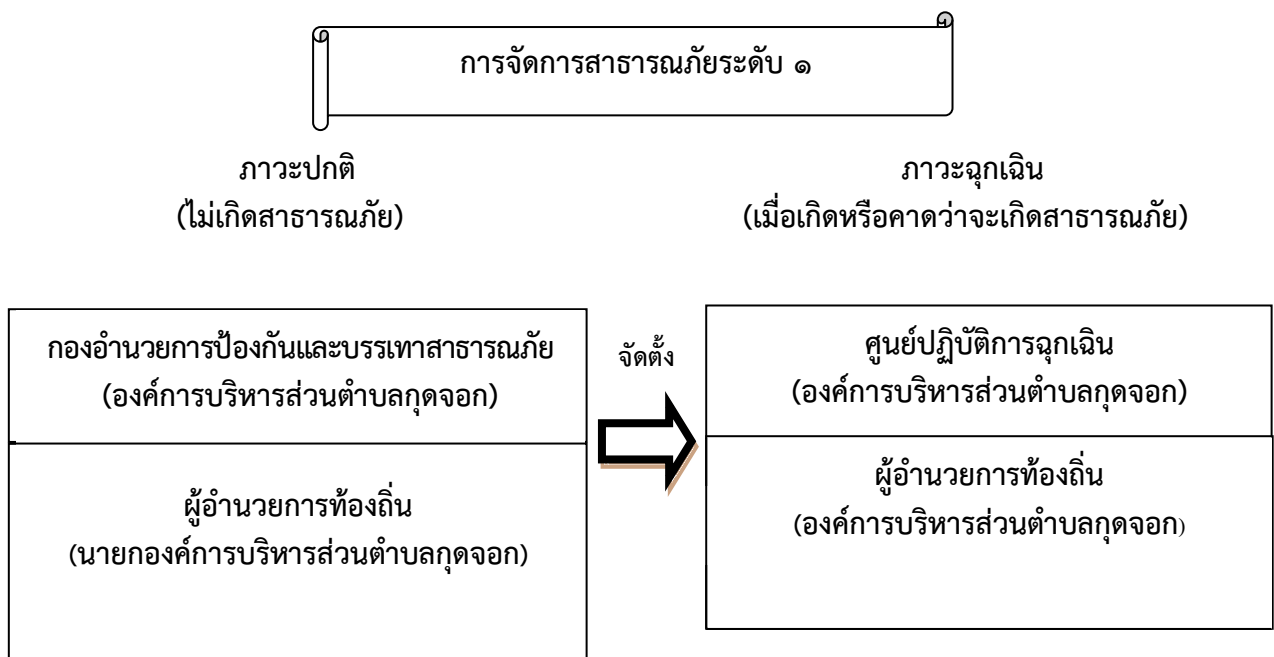 การจัดการสาธารณภัยระดับ ๑
ภาวะปกติ
(ไม่เกิดสาธารณภัย)
ภาวะฉุกเฉิน
(เมื่อเกิดหรือคาดว่าจะเกิดสาธารณภัย)
กองอำนวยการป้องกันและบรรเทาสาธารณภัย
(องค์การบริหารส่วนตำบลกุดจอก)
ผู้อำนวยการท้องถิ่น
(นายกองค์การบริหารส่วนตำบลกุดจอก)
จัดตั้ง
ศูนย์ปฏิบัติการฉุกเฉิน
(องค์การบริหารส่วนตำบลกุดจอก)
ผู้อำนวยการท้องถิ่น
(องค์การบริหารส่วนตำบลกุดจอก)